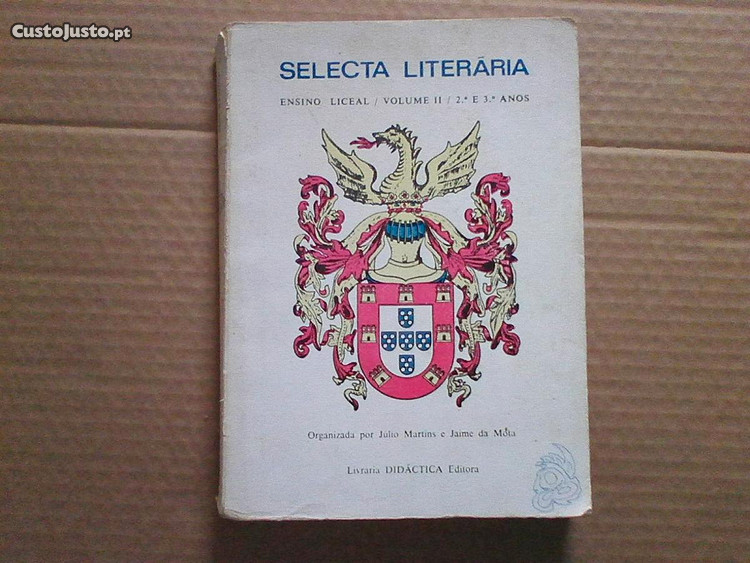 CustoJusto.pt
SELECTA LITERÁRIA
ENSINO LICEAL / VOLUME II / 2.º E 3.º ANOS
Organizada por Júlio Martins e Jaime da Mota
Livraria DIDÁCTICA Editora